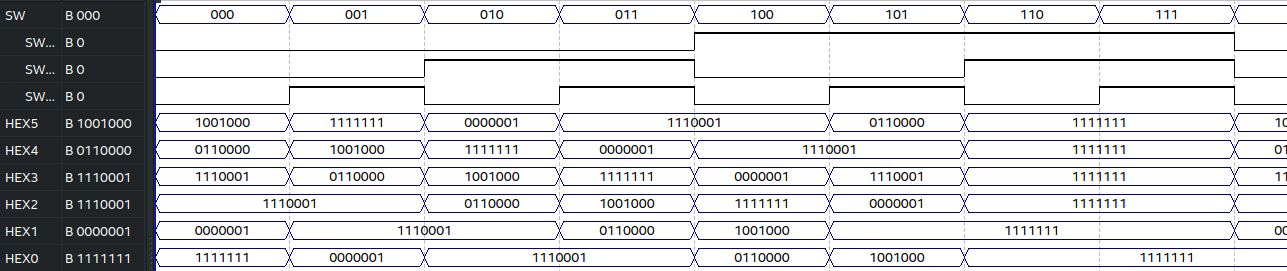 SW B 000 000 001 010 011 100 101 110 111
SW... B 0
SW... B 0
SW... B 0
HEX5 B 1001000 1001000 1111111 0000001 1110001 0110000 1111111 10
HEX4 B 0110000 0110000 1001000 1111111 0000001 1110001 1111111 01
HEX3 B 1110001 1110001 0110000 1001000 1111111 0000001 1110001 1111111 11
HEX2 B 1110001 1110001 0110000 1001000 1111111 0000001 1111111
HEX1 B 0000001 0000001 1110001 0110000 1001000 1111111 00
HEX0 B 1111111 1111111 0000001 1110001 0110000 1001000 1111111